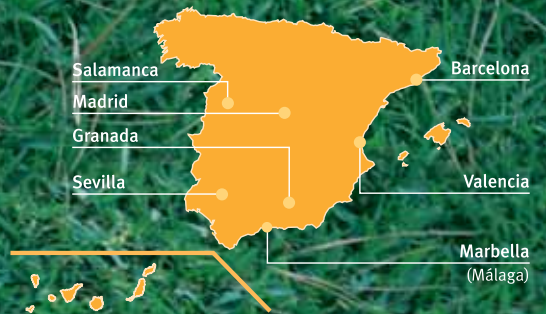 Salamanca
Madrid
Granada
Sevilla
Barcelona
Valencia
Marbella
(Málaga)